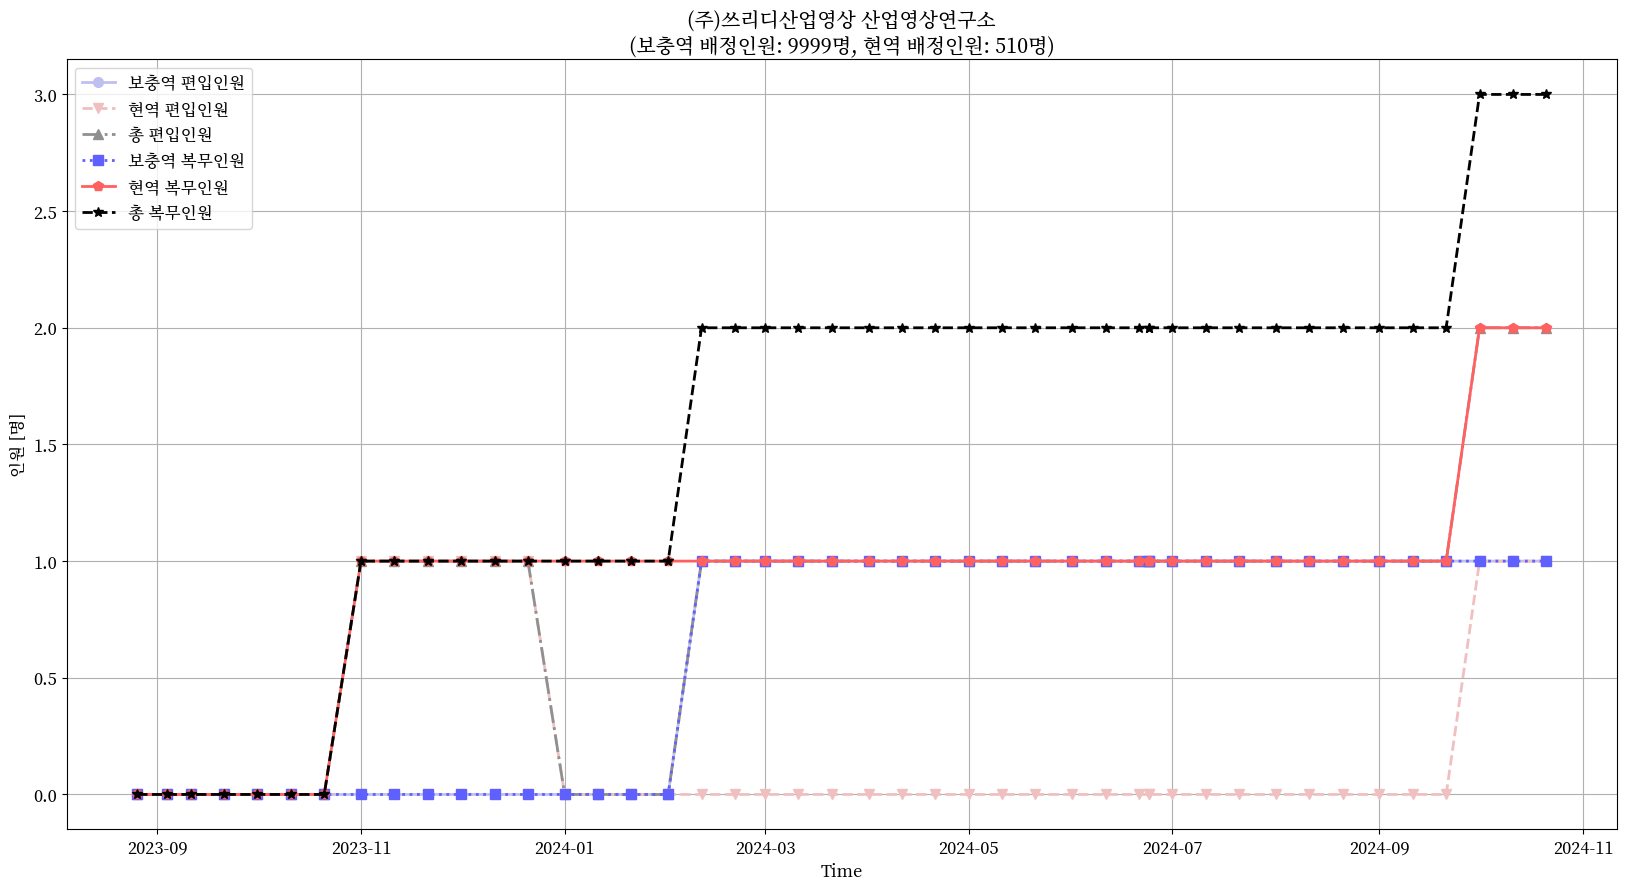 (주)쓰리디산업영상 산업영상연구소
(보충역 배정인원: 9999명, 현역 배정인원: 510명)
보충역 편입인원
현역 편입인원
총 편입인원
보충역 복무인원
현역 복무인원
총 복무인원
3.0
2.5
2.0
1.5
1.0
0.5
0.0
인원 [명]
2023-09
2023-11
2024-01
2024-03
2024-05
2024-07
2024-09
2024-11
Time